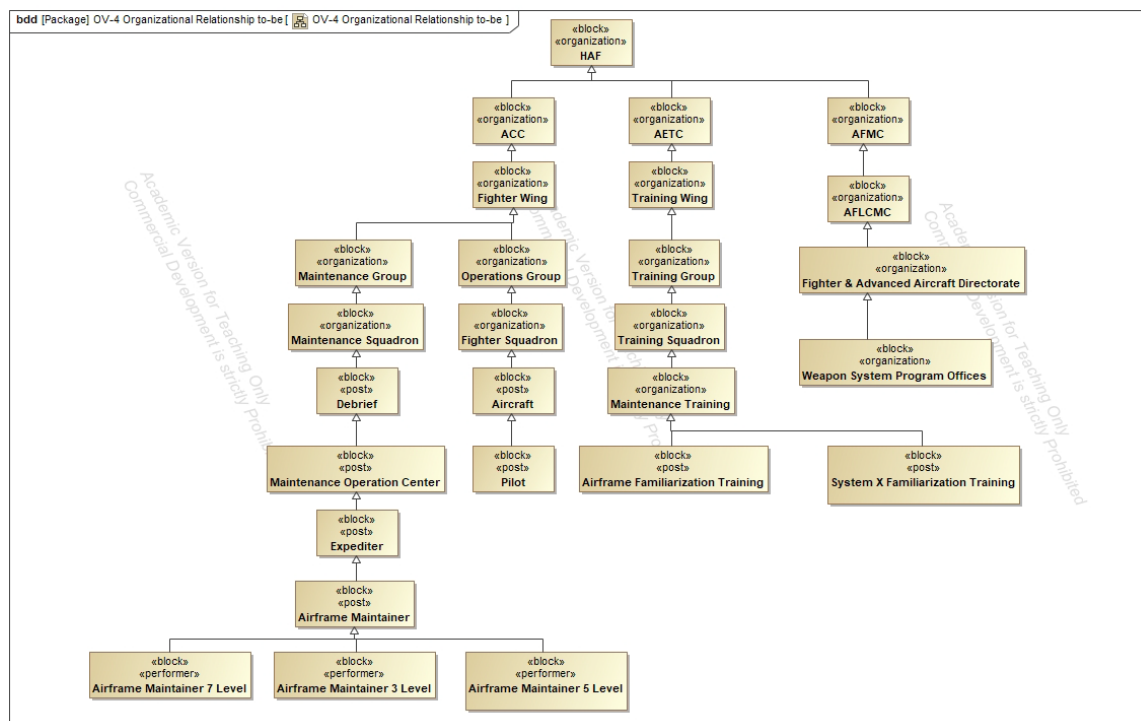 bdd [Package] OV-4 Organizational Relationship to-be [ OV-4 Organizational Relationship to-be ]
«block»
«organization»
HAF
«block»
«organization»
ACC
«block»
«organization»
AETC
«block»
«organization»
AFMC
«block»
«organization»
Fighter Wing
«block»
«organization»
Training Wing
«block»
«organization»
AFLCMC
«block»
«organization»
Maintenance Group
«block»
«organization»
Operations Group
«block»
«organization»
Training Group
«block»
«organization»
Fighter & Advanced Aircraft Directorate
«block»
«organization»
Maintenance Squadron
«block»
«organization»
Fighter Squadron
«block»
«organization»
Training Squadron
«block»
«organization»
Weapon System Program Offices
«block»
«post»
Debrief
«block»
«post»
Aircraft
«block»
«organization»
Maintenance Training
«block»
«post»
Maintenance Operation Center
«block»
«post»
Pilot
«block»
«post»
Airframe Familiarization Training
«block»
«post»
System X Familiarization Training
«block»
«post»
Expediter
«block»
«post»
Airframe Maintainer
«block»
«performer»
Airframe Maintainer 7 Level
«block»
«performer»
Airframe Maintainer 3 Level
«block»
«performer»
Airframe Maintainer 5 Level
Academic Version for Teaching Only
Commercial Development is strictly Prohibited